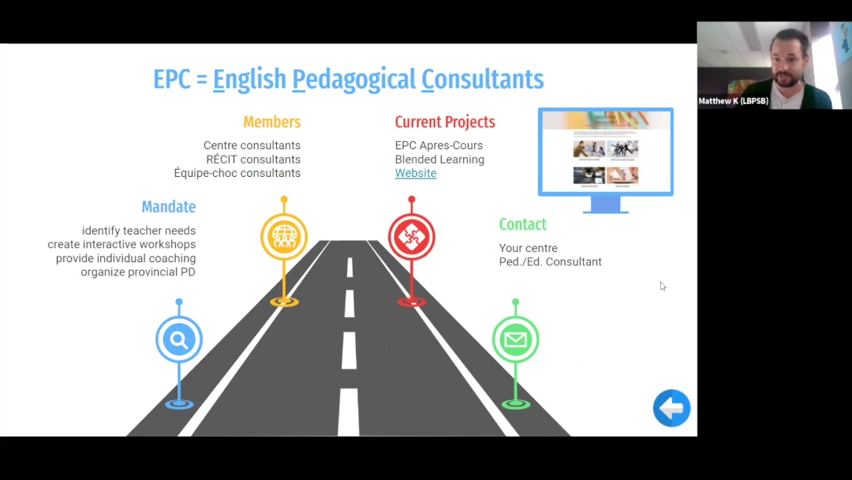 EPC = English Pedagogical Consultants
Members
Centre consultants
RÉCIT consultants
Équipe-choc consultants
Current Projects
EPC Apres-Cours
Blended Learning
Website
Mandate
identify teacher needs
create interactive workshops
provide individual coaching
organize provincial PD
Contact
Your centre
Ped./Ed. Consultant
Matthew K (LBPSB)